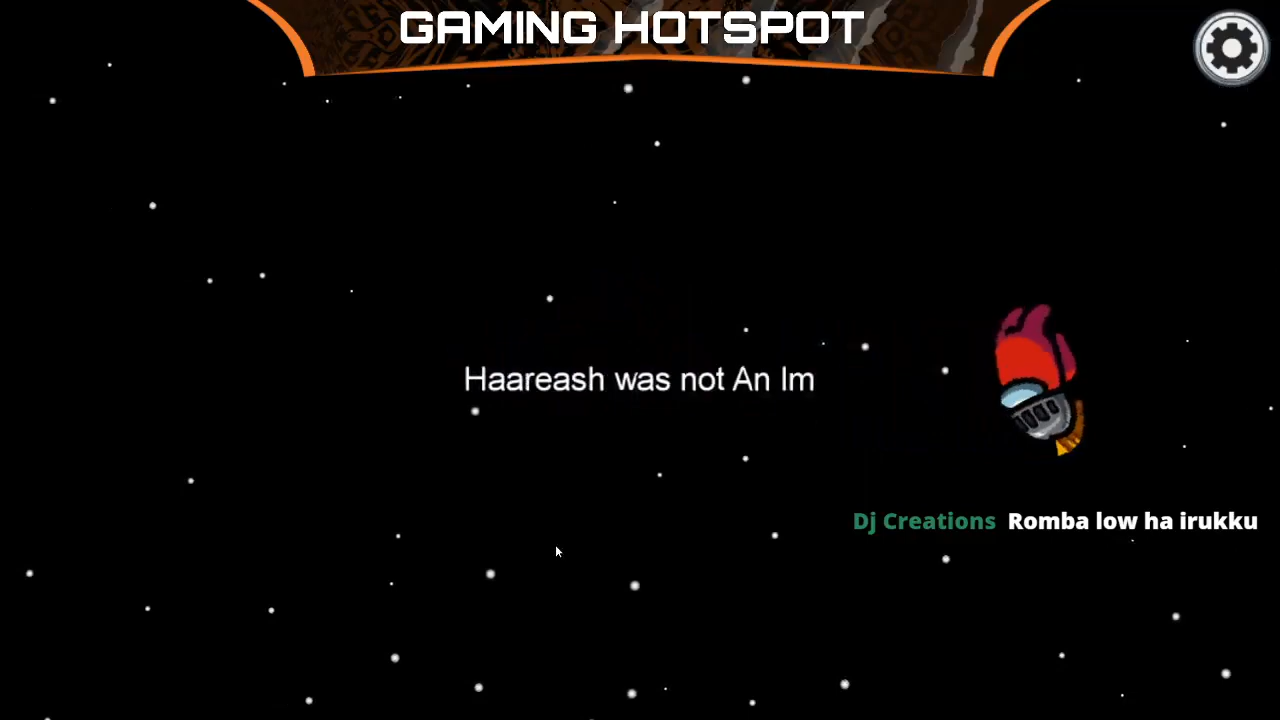 GAMING HOTSPOT
Haareash was not An Im
Dj Creations Romba low ha irukku